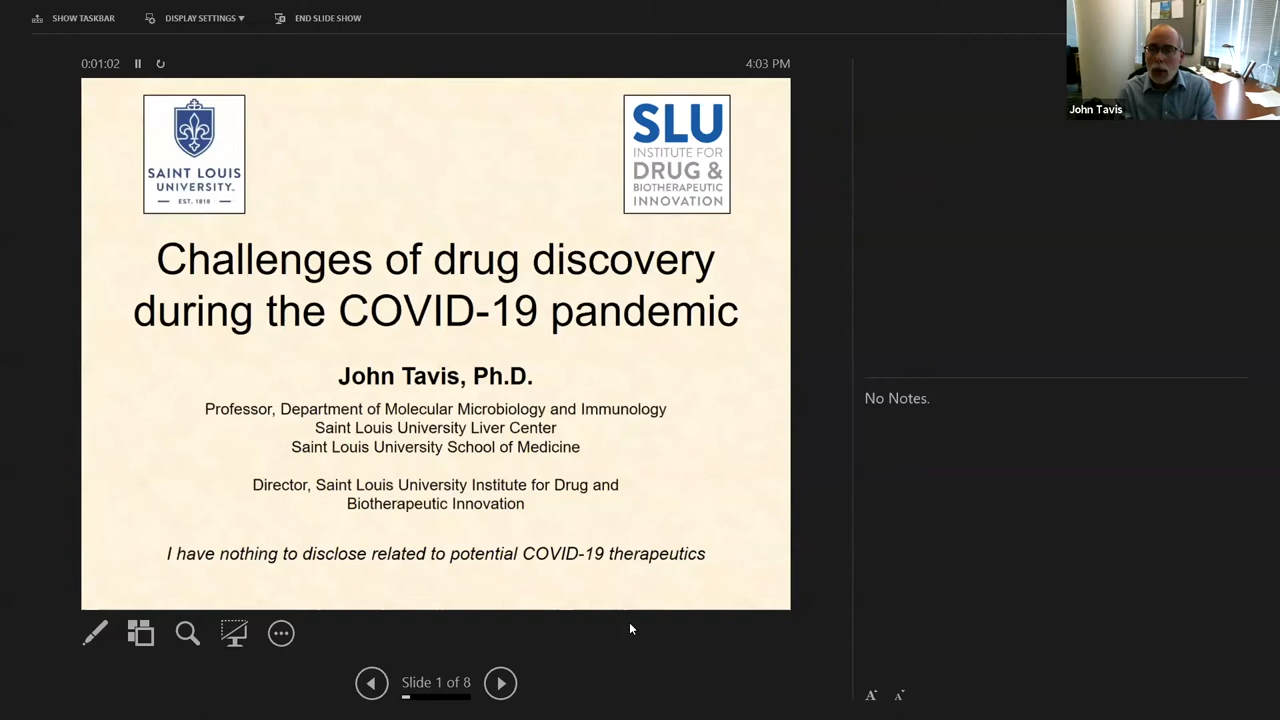 SHOW TASKBAR
DISPLAY SETTINGS ▼
END SLIDE SHOW
0:01:02
4:03 PM
John Tavis
SAINT LOUIS
UNIVERSITY™
— EST. 1818 —
SLU
INSTITUTE FOR
DRUG &
BIOTHERAPEUTIC
INNOVATION
Challenges of drug discovery
during the COVID-19 pandemic
John Tavis, Ph.D.
Professor, Department of Molecular Microbiology and Immunology
Saint Louis University Liver Center
Saint Louis University School of Medicine
Director, Saint Louis University Institute for Drug and
Biotherapeutic Innovation
I have nothing to disclose related to potential COVID-19 therapeutics
No Notes.
Slide 1 of 8
A A